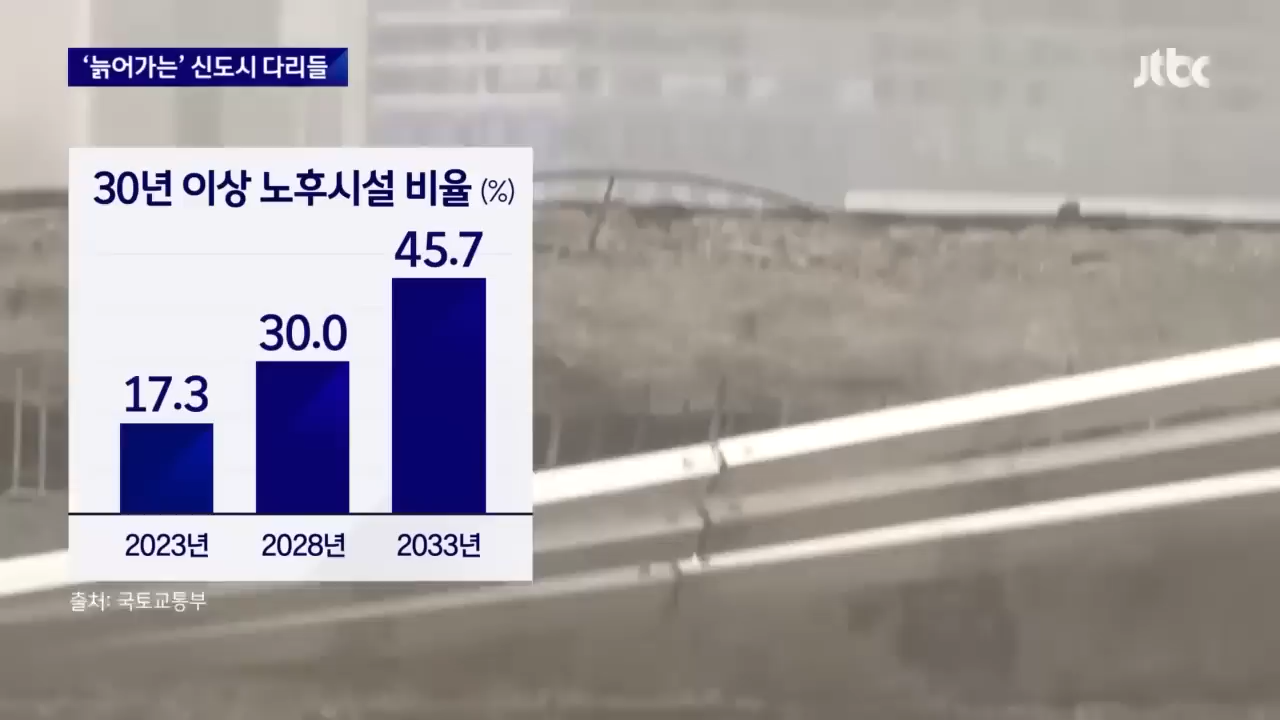 ‘늙어가는’ 신도시 다리들
jtbc
30년 이상 노후시설 비율 (%)
17.3
30.0
45.7
2023년
2028년
2033년
출처: 국토교통부